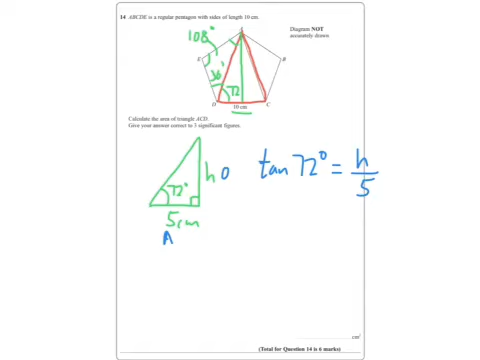 14 ABCDE is a regular pentagon with sides of length 10 cm.
Diagram NOT
accurately drawn
108°
E
B
36°
72
D
10 cm
C
Calculate the area of triangle ACD.
Give your answer correct to 3 significant figures.
72°
h O
tan 72° = h/5
5cm
A
cm²
(Total for Question 14 is 6 marks)